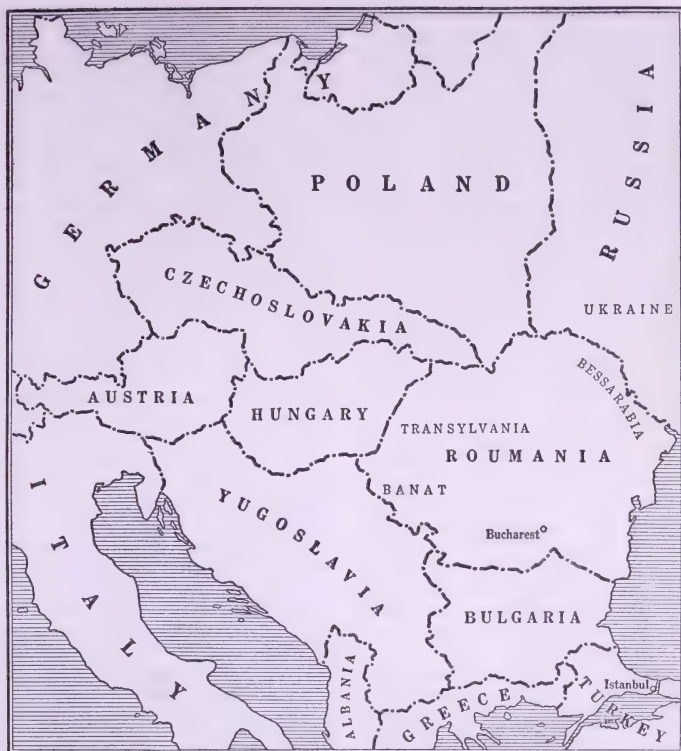 GERMANY
POLAND
RUSSIA
CZECHOSLOVAKIA
UKRAINE
BESSARABIA
AUSTRIA
HUNGARY
TRANSYLVANIA
ROUMANIA
BANAT
ITALY
YUGOSLAVIA
Bucharest
BULGARIA
ALBANIA
GREECE
Istanbul
TURKEY